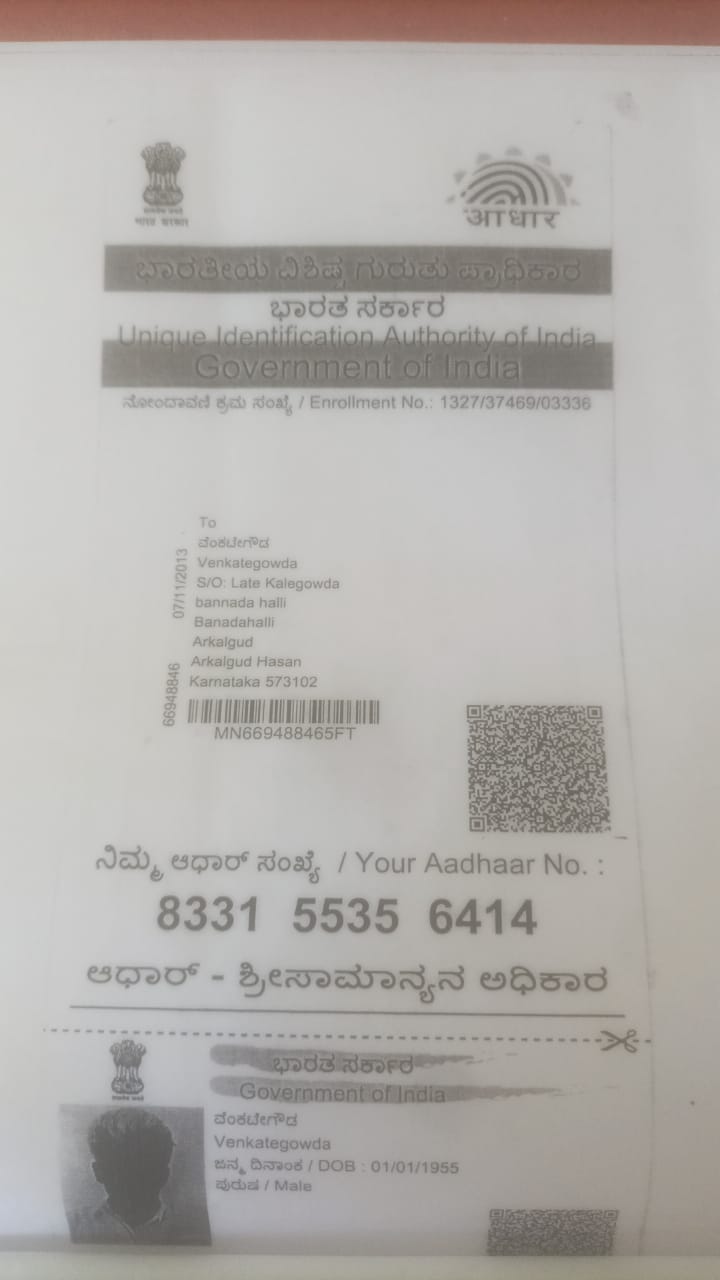 भारत सरकार
आधार
ಭಾರತೀಯ ವಿಶಿಷ್ಟ ಗುರುತು ಪ್ರಾಧಿಕಾರ
ಭಾರತ ಸರ್ಕಾರ
Unique Identification Authority of India
Government of India
ನೋಂದಾವಣಿ ಕ್ರಮ ಸಂಖ್ಯೆ / Enrollment No.: 1327/37469/03336
To
ವೆಂಕಟೇಗೌಡ
Venkategowda
S/O: Late Kalegowda
bannada halli
Banadahalli
Arkalgud
Arkalgud Hasan
Karnataka 573102
07/11/2013
66948846
MN669488465FT
ನಿಮ್ಮ ಆಧಾರ್ ಸಂಖ್ಯೆ / Your Aadhaar No. :
8331 5535 6414
ಆಧಾರ್ - ಶ್ರೀಸಾಮಾನ್ಯನ ಅಧಿಕಾರ
ಭಾರತ ಸರ್ಕಾರ
Government of India
ವೆಂಕಟೇಗೌಡ
Venkategowda
ಜನ್ಮ ದಿನಾಂಕ / DOB : 01/01/1955
ಪುರುಷ / Male